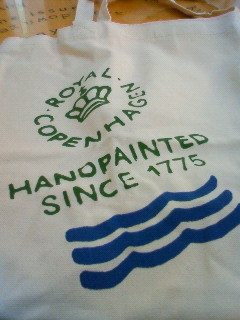 ROYAL
COPENHAGEN
HANDPAINTED
SINCE 1775